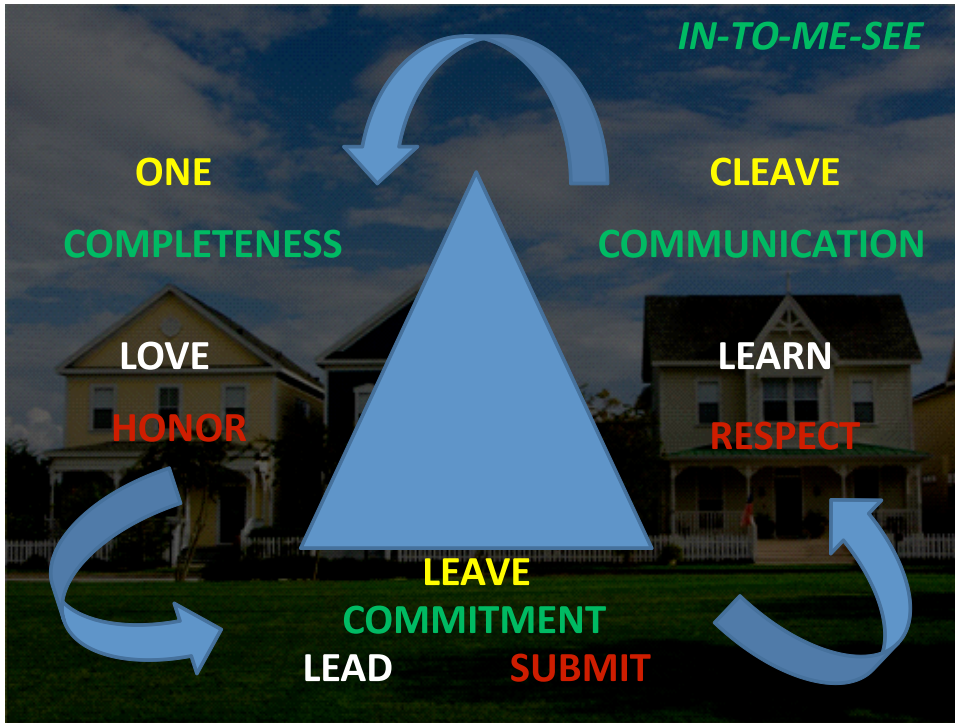 IN-TO-ME-SEE
ONE
CLEAVE
COMPLETENESS
COMMUNICATION
LOVE
LEARN
HONOR
RESPECT
LEAVE
COMMITMENT
LEAD SUBMIT